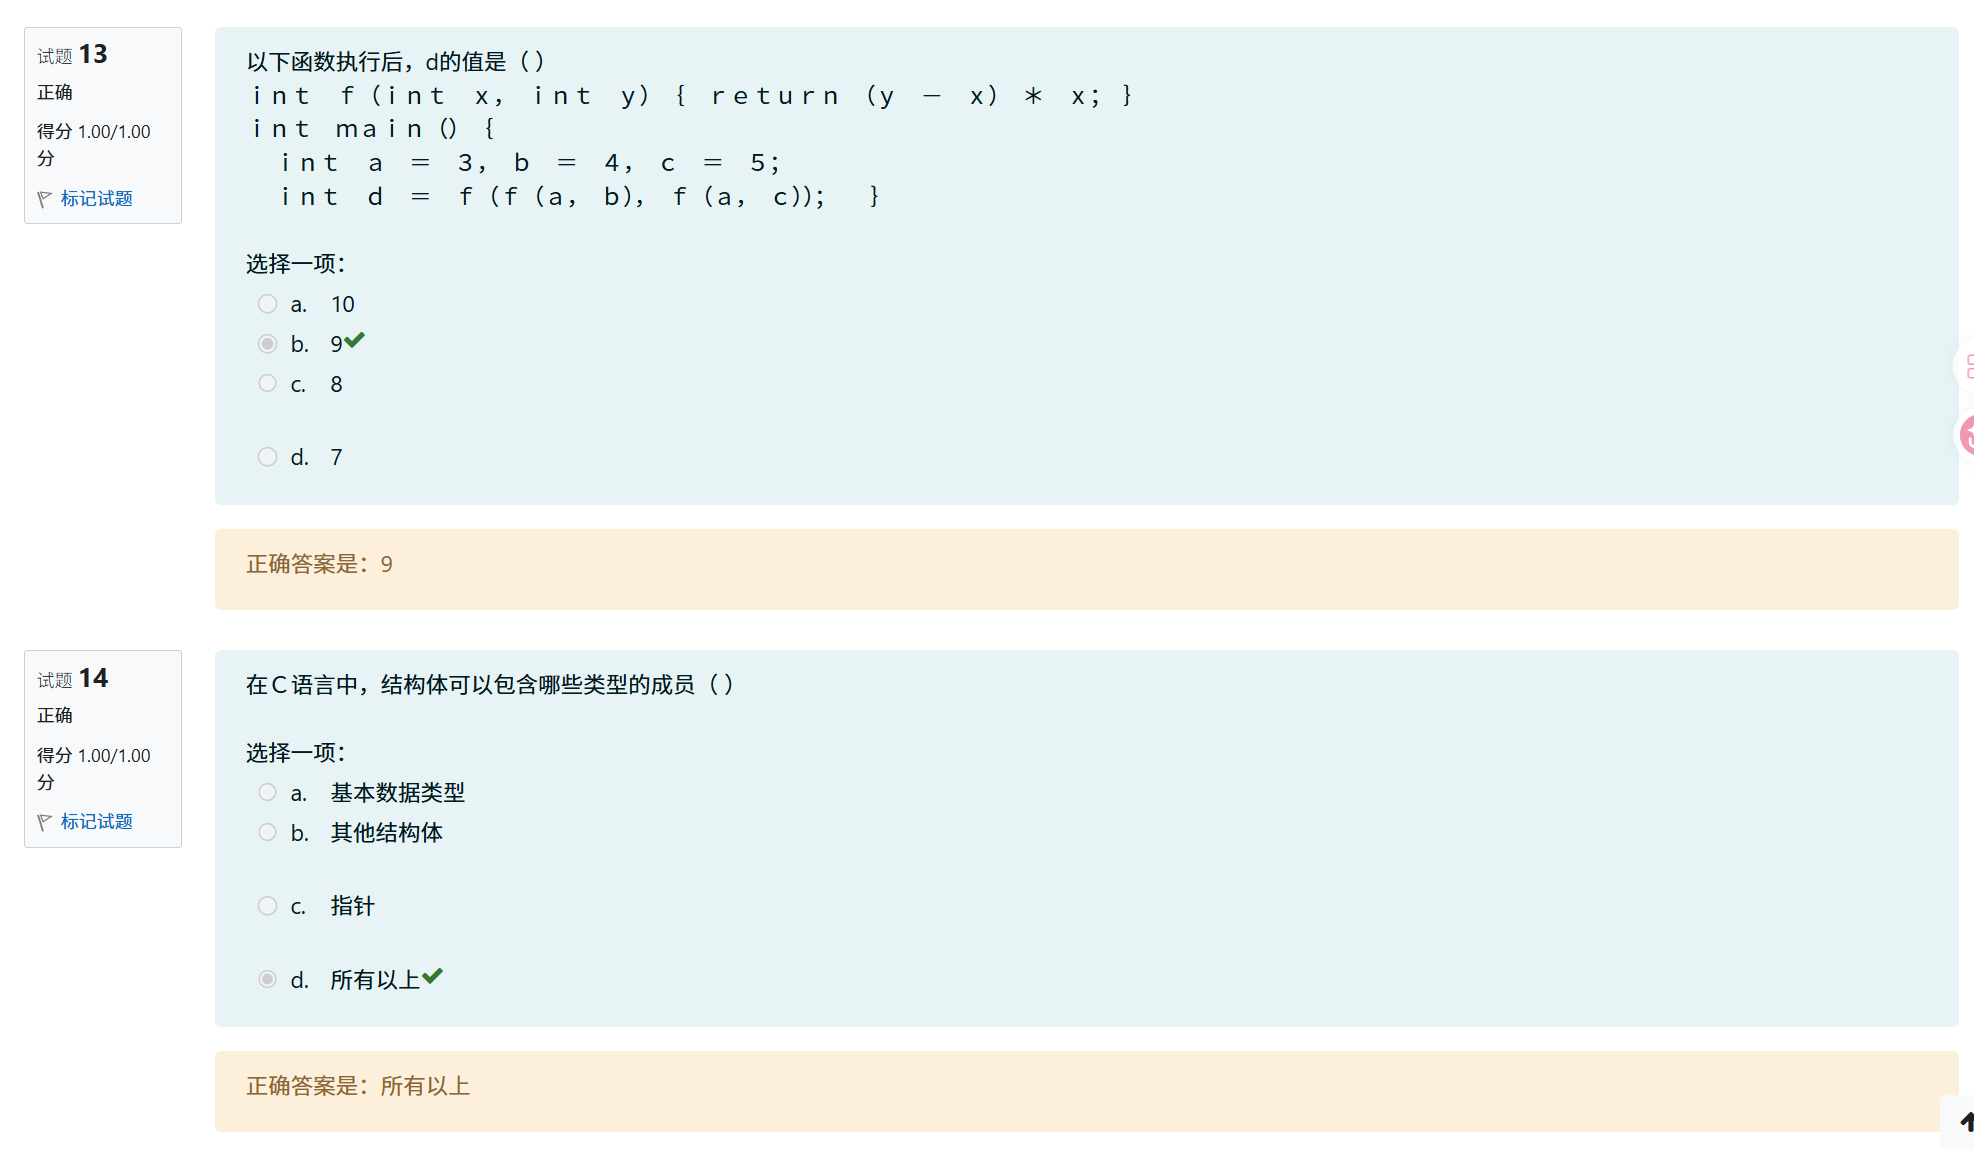 试题 13
正确
得分 1.00/1.00
分
标记试题
以下函数执行后，d的值是（ ）
ｉｎｔ　ｆ（ｉｎｔ　ｘ，ｉｎｔ　ｙ）｛　ｒｅｔｕｒｎ（ｙ　－　ｘ）＊　ｘ；｝
ｉｎｔ　ｍａｉｎ（）｛
ｉｎｔ　ａ　＝　３，ｂ　＝　４，ｃ　＝　５；
ｉｎｔ　ｄ　＝　ｆ（ｆ（ａ，ｂ），ｆ（ａ，ｃ））；　｝
选择一项：
a. 10
b. 9
c. 8
d. 7
正确答案是：9
试题 14
正确
得分 1.00/1.00
分
标记试题
在Ｃ语言中，结构体可以包含哪些类型的成员（ ）
选择一项：
a. 基本数据类型
b. 其他结构体
c. 指针
d. 所有以上
正确答案是：所有以上